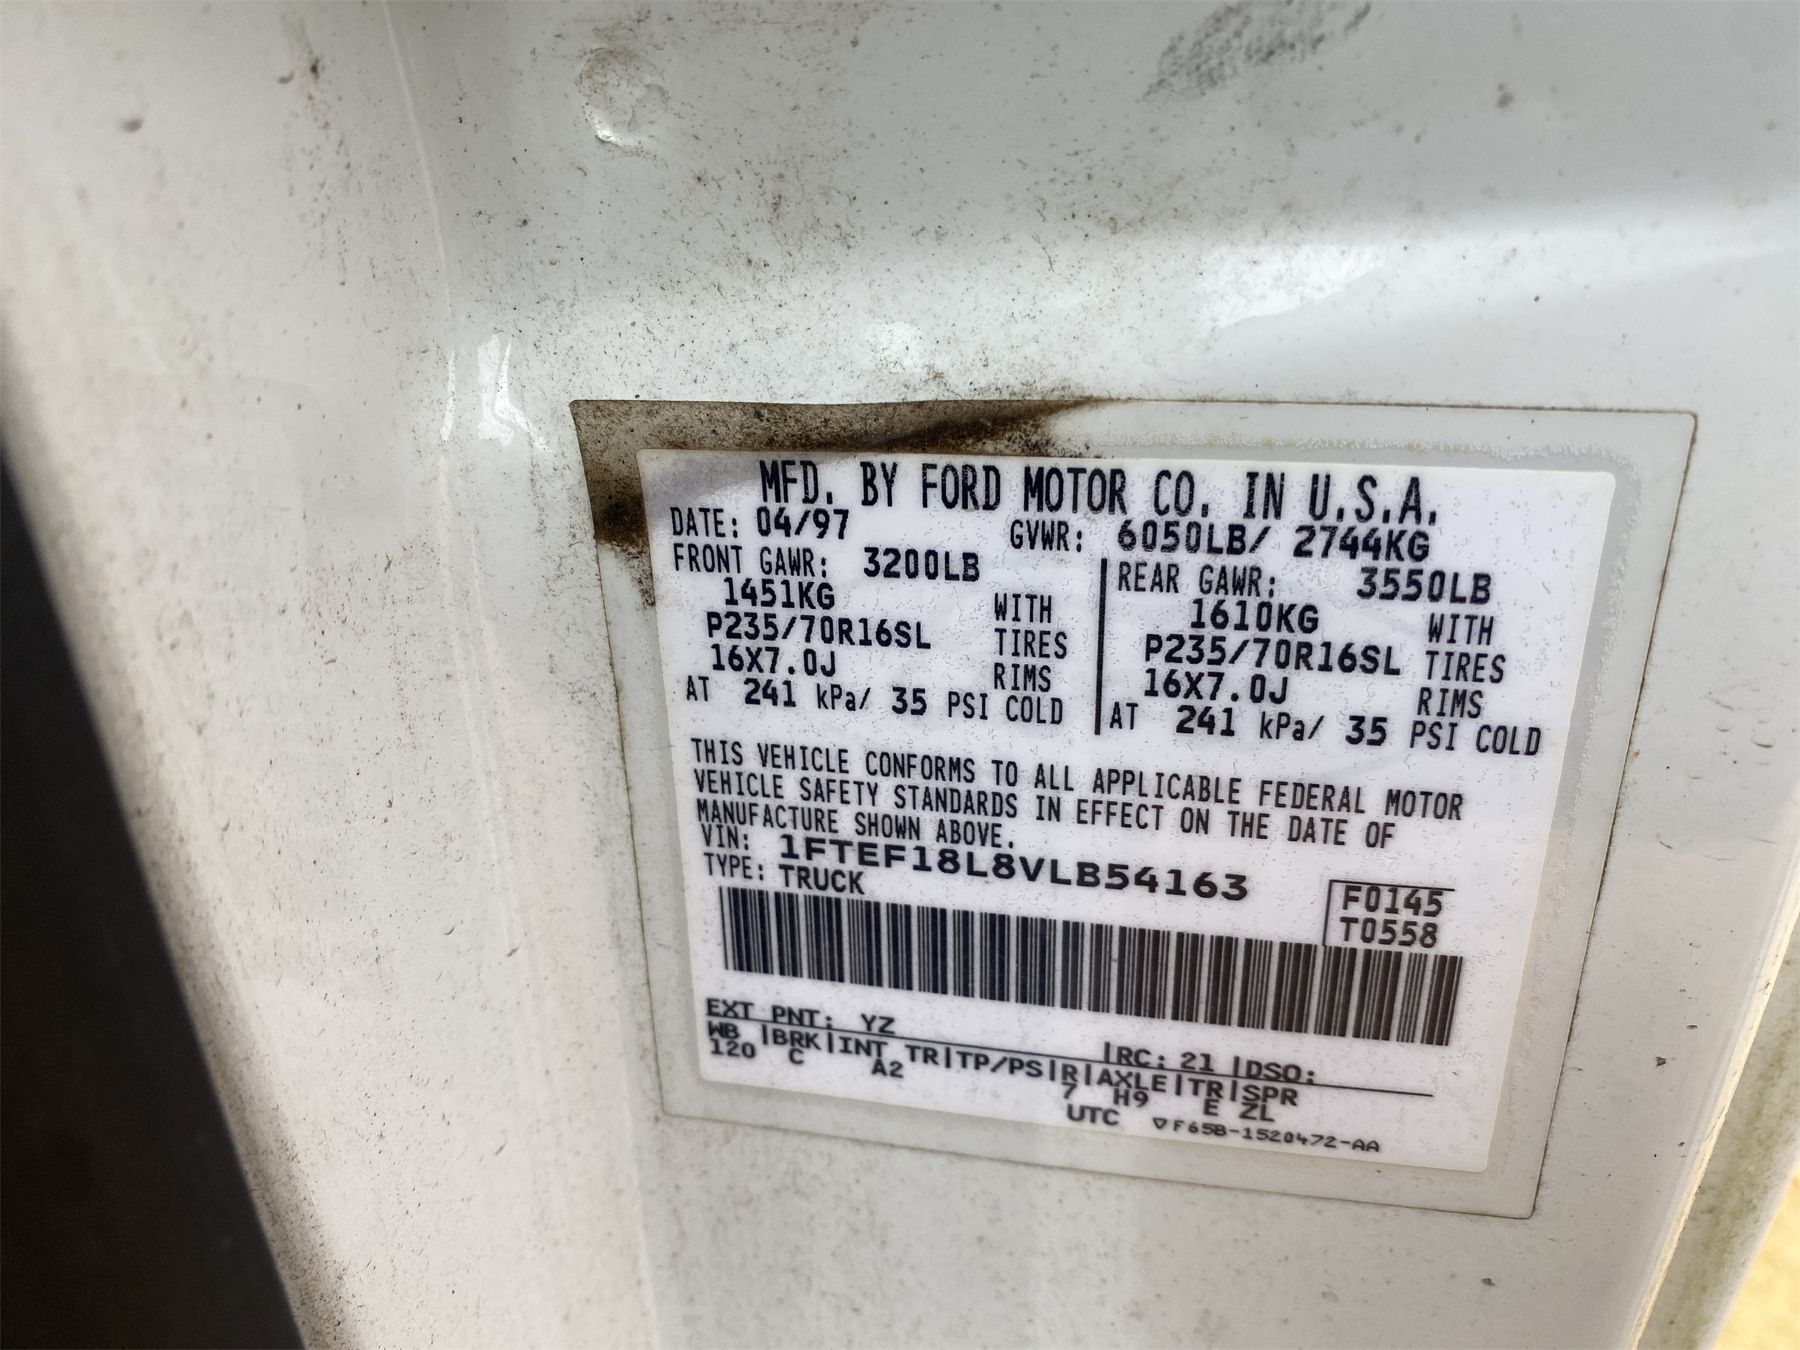 MFD. BY FORD MOTOR CO. IN U.S.A.
DATE: 04/97 GVWR: 6050LB/ 2744KG
FRONT GAWR: 3200LB REAR GAWR: 3550LB
1451KG WITH 1610KG WITH
P235/70R16SL TIRES P235/70R16SL TIRES
16X7.0J RIMS 16X7.0J RIMS
AT 241 kPa/ 35 PSI COLD AT 241 kPa/ 35 PSI COLD
THIS VEHICLE CONFORMS TO ALL APPLICABLE FEDERAL MOTOR
VEHICLE SAFETY STANDARDS IN EFFECT ON THE DATE OF
MANUFACTURE SHOWN ABOVE.
VIN: 1FTEF18L8VLB54163
TYPE: TRUCK
F0145
T0558
EXT PNT: YZ RC: 21 DSO:
WB BRK INT TR TP/PS R AXLE TR SPR
120 C A2 7 H9 E ZL
UTC ▽F65B-1520472-AA